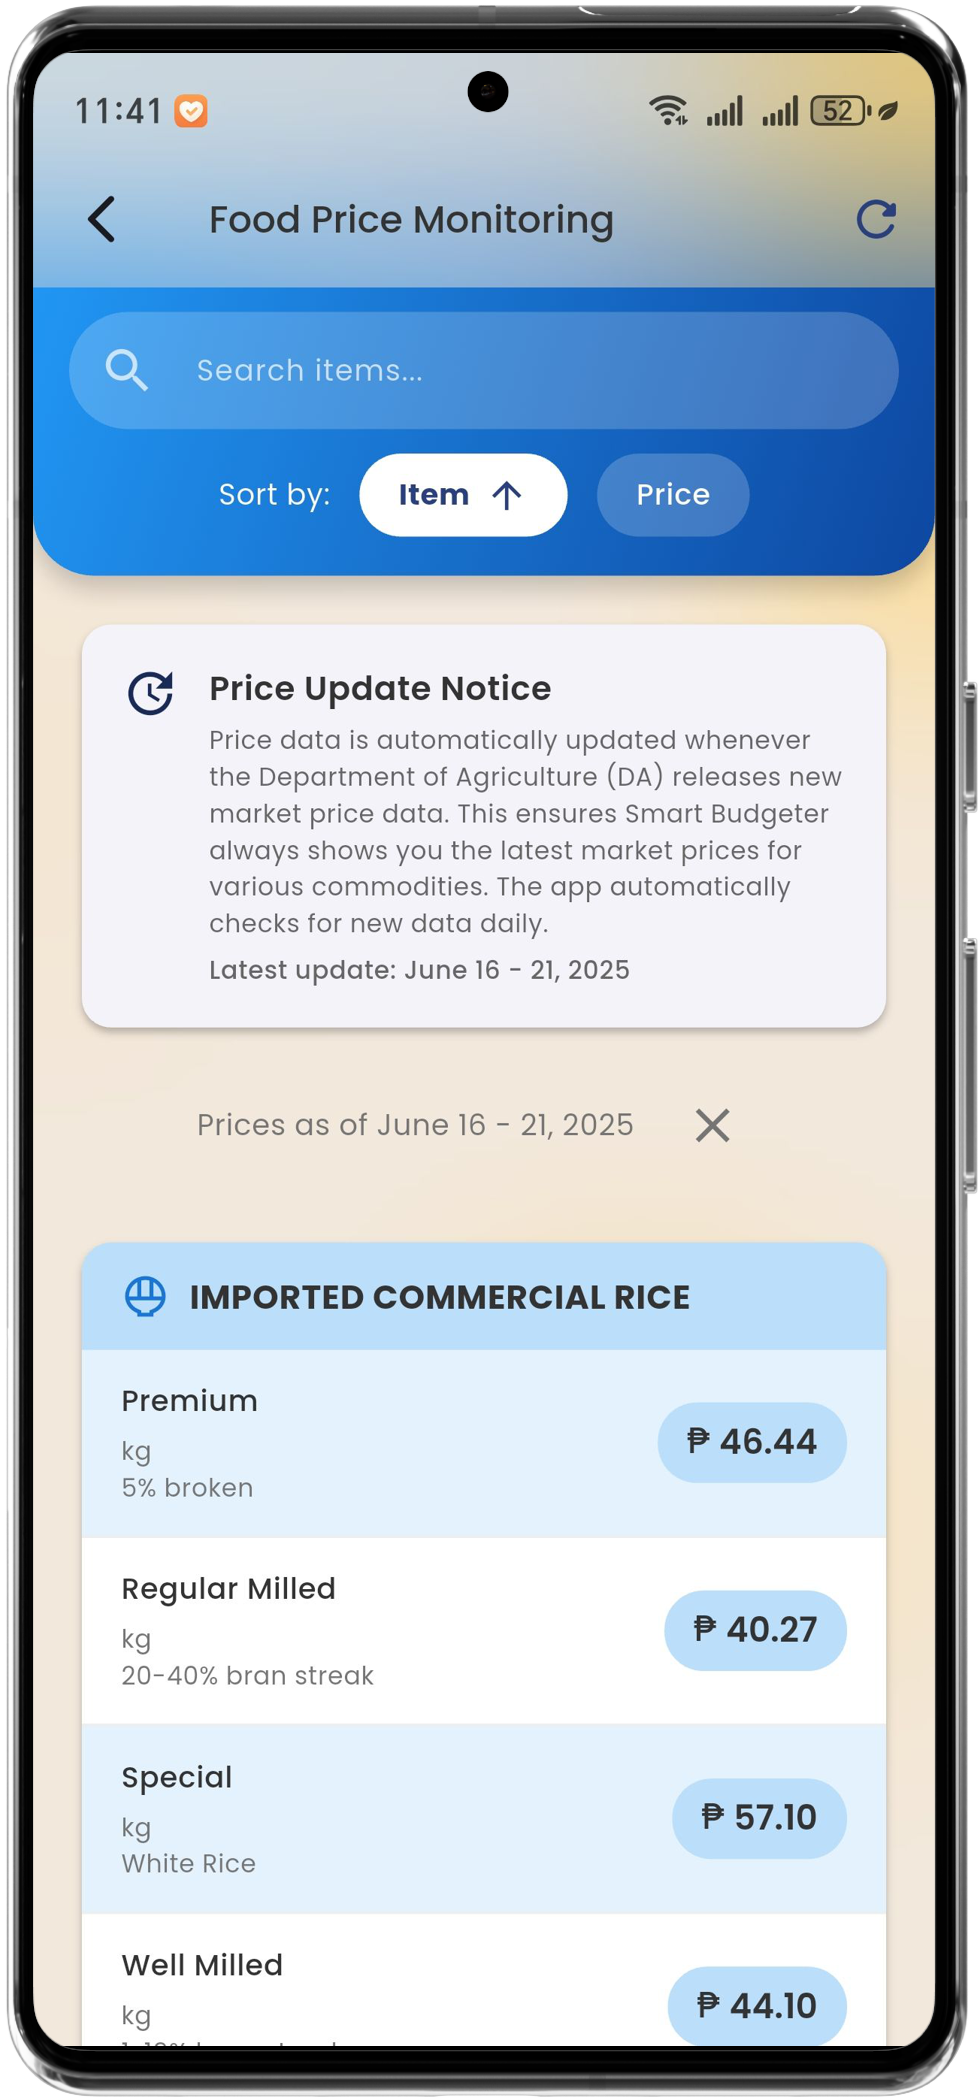 11:41
52
Food Price Monitoring
Search items...
Sort by: Item Price
Price Update Notice
Price data is automatically updated whenever
the Department of Agriculture (DA) releases new
market price data. This ensures Smart Budgeter
always shows you the latest market prices for
various commodities. The app automatically
checks for new data daily.
Latest update: June 16 - 21, 2025
Prices as of June 16 - 21, 2025
IMPORTED COMMERCIAL RICE
Premium
kg
5% broken
₱ 46.44
Regular Milled
kg
20-40% bran streak
₱ 40.27
Special
kg
White Rice
₱ 57.10
Well Milled
kg
₱ 44.10